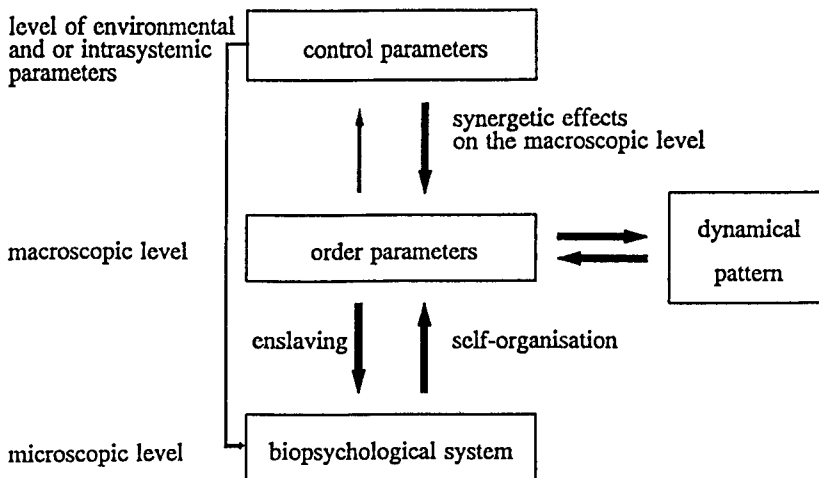 level of environmental
and or intrasystemic
parameters
control parameters
synergetic effects
on the macroscopic level
macroscopic level
order parameters
dynamical
pattern
enslaving
self-organisation
microscopic level
biopsychological system